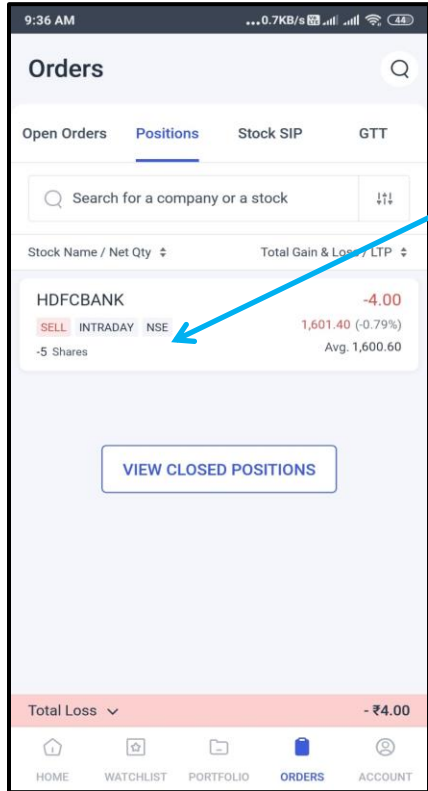 9:36 AM ...0.7KB/s 44
Orders
Open Orders Positions Stock SIP GTT
Search for a company or a stock
Stock Name / Net Qty Total Gain & Loss / LTP
HDFCBANK -4.00
SELL INTRADAY NSE 1,601.40 (-0.79%)
-5 Shares Avg. 1,600.60
VIEW CLOSED POSITIONS
Total Loss - ₹4.00
HOME WATCHLIST PORTFOLIO ORDERS ACCOUNT